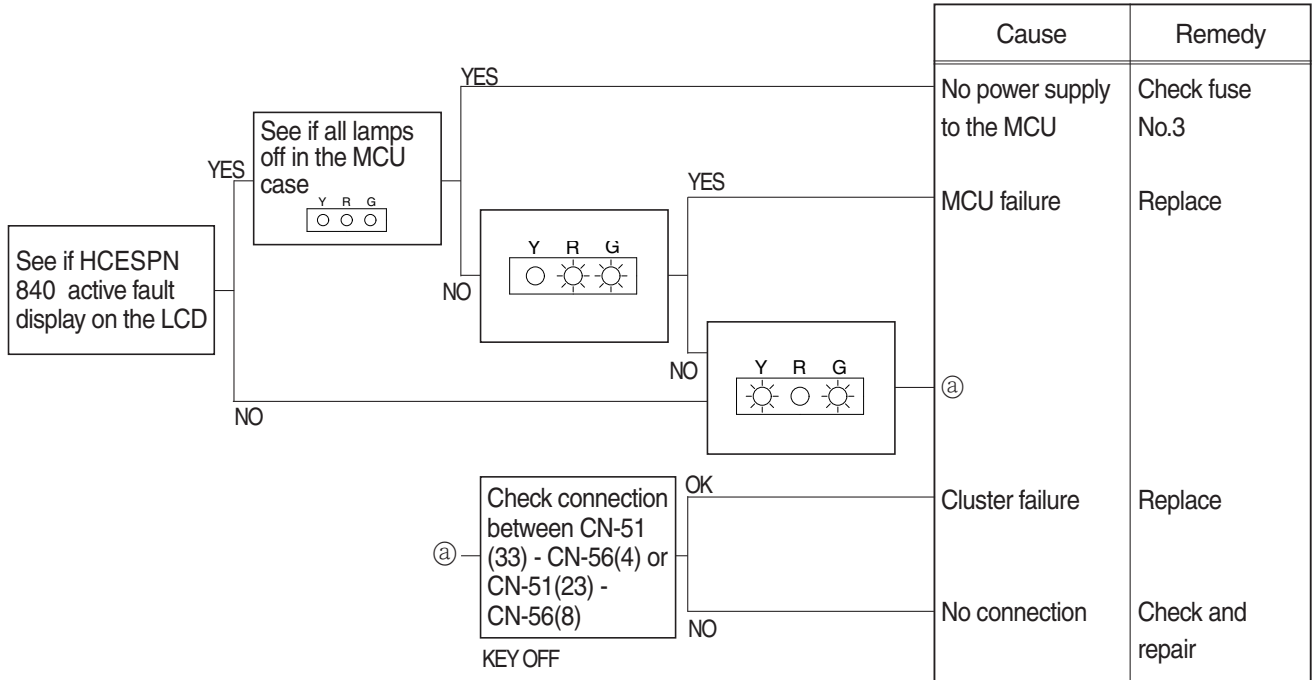 Cause
Remedy
YES
No power supply
to the MCU
Check fuse
No.3
See if all lamps
off in the MCU
case
Y R G
YES
YES
MCU failure
Replace
See if HCESPN
840 active fault
display on the LCD
Y R G
NO
NO
Y R G
ⓐ
NO
Check connection
between CN-51
(33) - CN-56(4) or
CN-51(23) -
CN-56(8)
ⓐ
OK
Cluster failure
Replace
NO
No connection
Check and
repair
KEY OFF